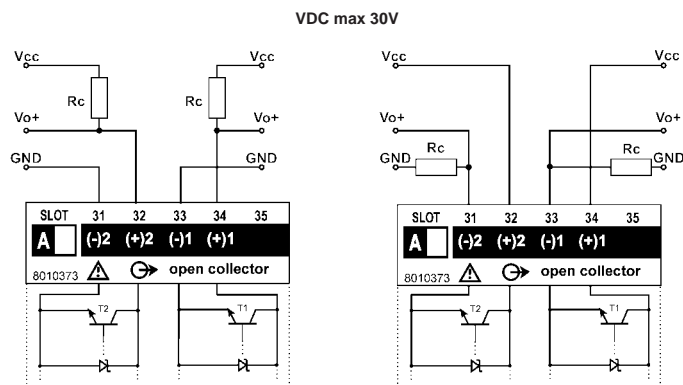 VDC max 30V
Vcc Vcc
Rc Rc
Vo+ Vo+
GND GND
SLOT 31 32 33 34 35
A (-)2 (+)2 (-)1 (+)1
8010373 open collector
T2 T1
Vcc Vcc
Vo+ Vo+
Rc Rc
GND GND
SLOT 31 32 33 34 35
A (-)2 (+)2 (-)1 (+)1
8010373 open collector
T2 T1